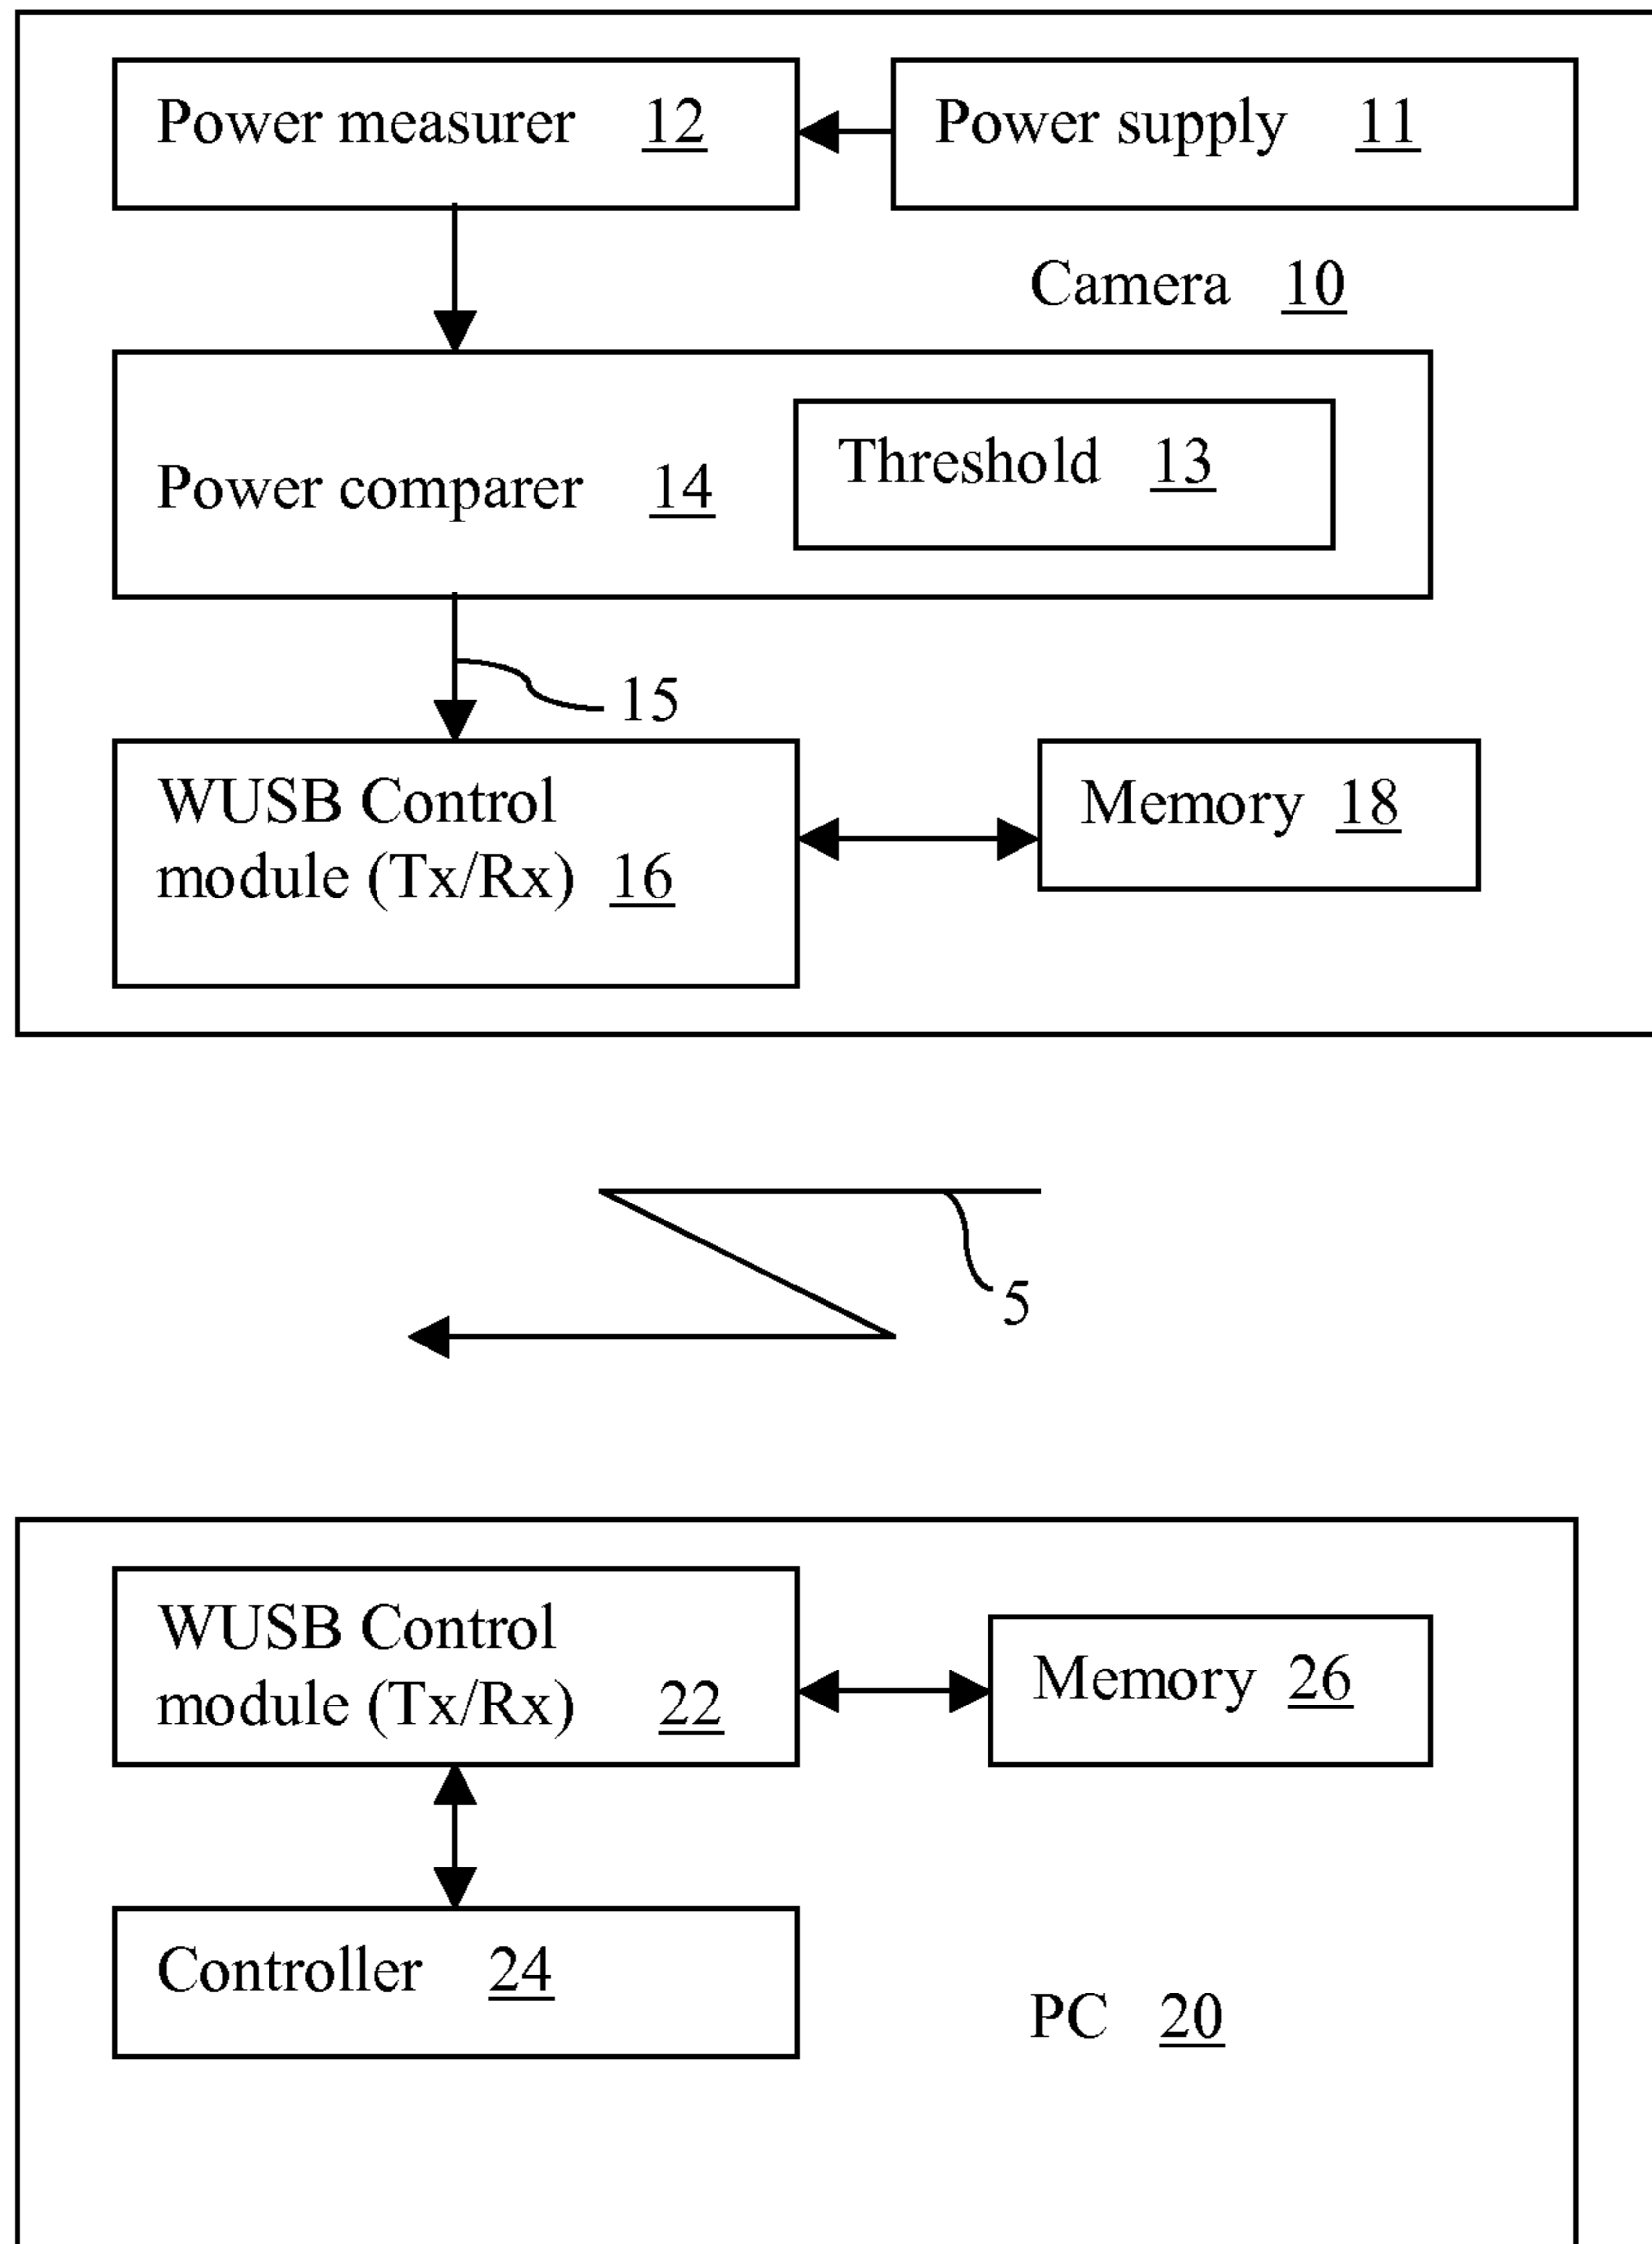 Power measurer 12
Power supply 11
Camera 10
Threshold 13
Power comparer 14
15
WUSB Control
module (Tx/Rx) 16
Memory 18
5
WUSB Control
module (Tx/Rx) 22
Memory 26
Controller 24
PC 20